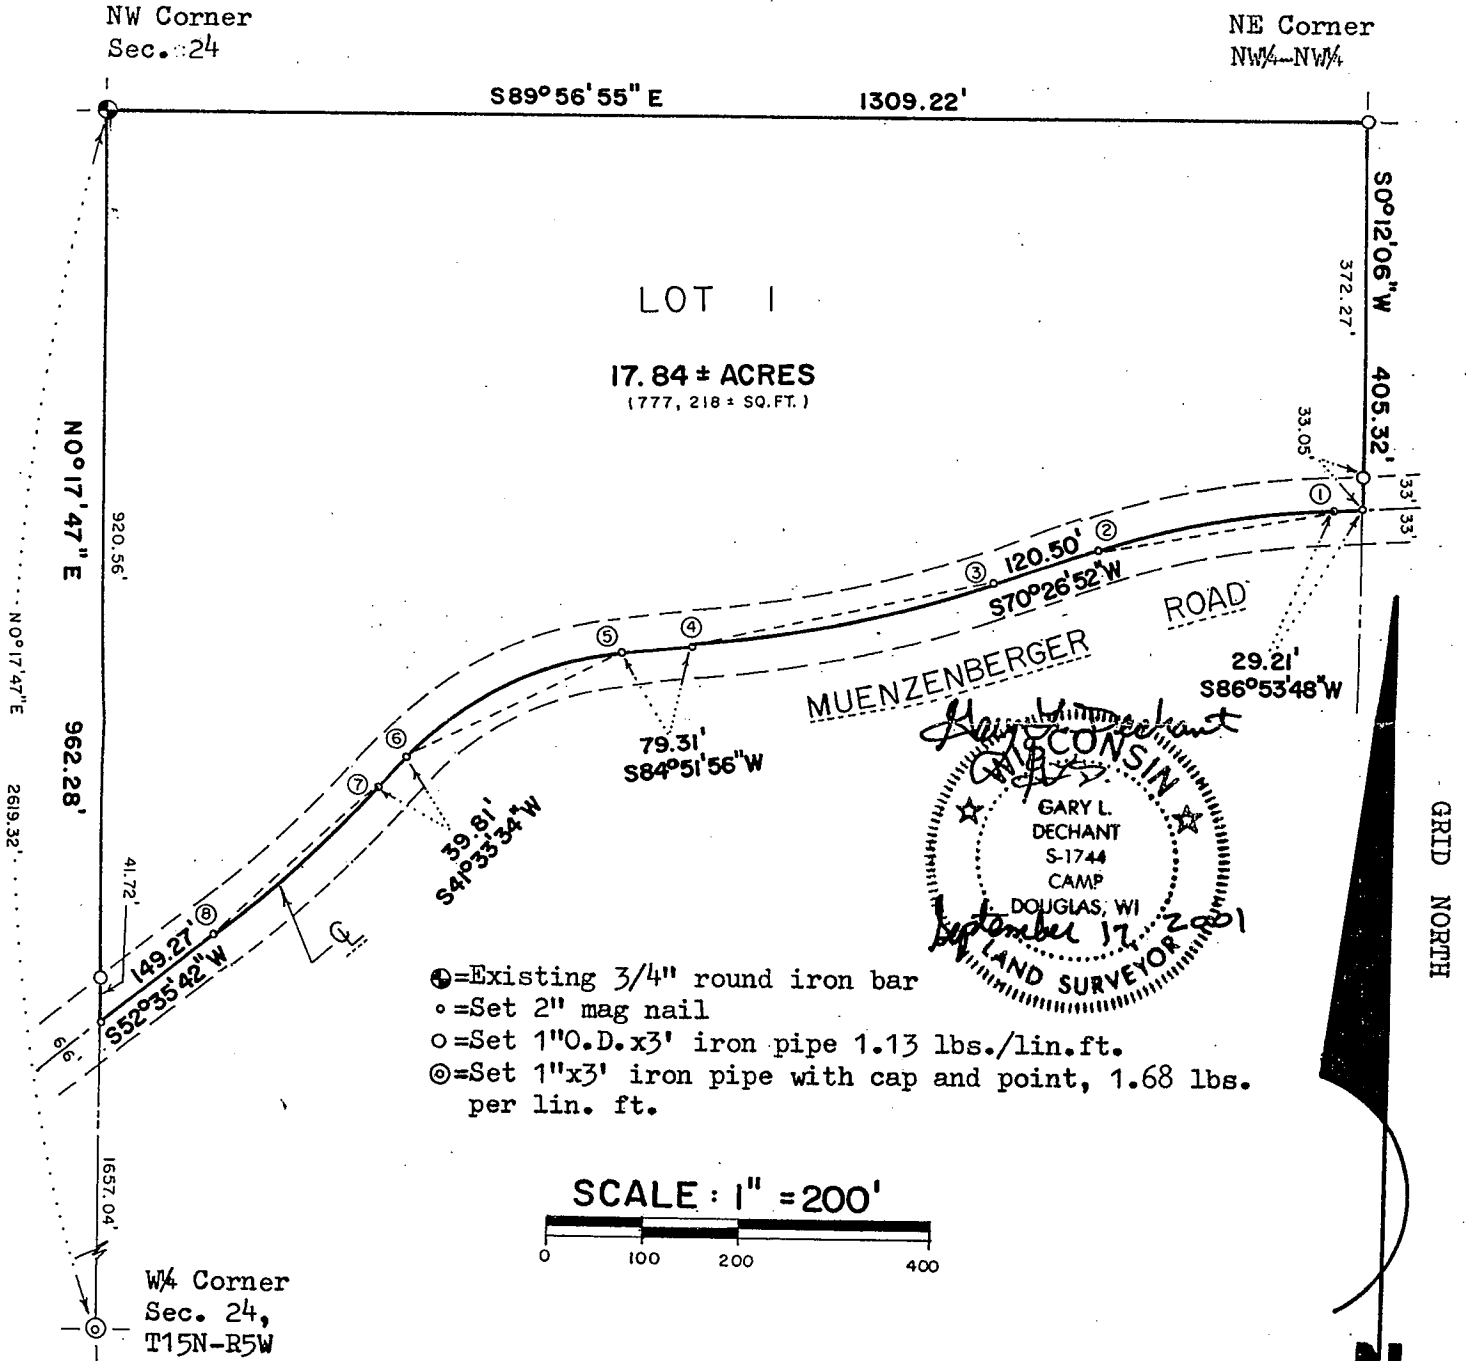 NW Corner
Sec. 24
NE Corner
NW¼-NW¼
S89°56'55" E 1309.22'
S0°12'06"W 405.32'
372.27'
33.05'
LOT 1
17.84 ± ACRES
(777,218 ± SQ.FT.)
N0°17'47"E 962.28'
920.56'
N0°17'47"E 2619.32'
33'
33'
1
2
120.50'
S70°26'52"W
3
4
5
6
7
8
MUENZENBERGER ROAD
29.21'
S86°53'48"W
79.31'
S84°51'56"W
39.81'
S41°33'34"W
41.72'
149.27'
S52°35'42"W
66'
℄
Gary L. Dechant
WISCONSIN
GARY L.
DECHANT
S-1744
CAMP
DOUGLAS, WI
September 17, 2001
LAND SURVEYOR
GRID NORTH
=Existing 3/4" round iron bar
=Set 2" mag nail
=Set 1"O.D.x3' iron pipe 1.13 lbs./lin.ft.
=Set 1"x3' iron pipe with cap and point, 1.68 lbs.
per lin. ft.
SCALE: 1" = 200'
0 100 200 400
1657.04'
W¼ Corner
Sec. 24,
T15N-R5W